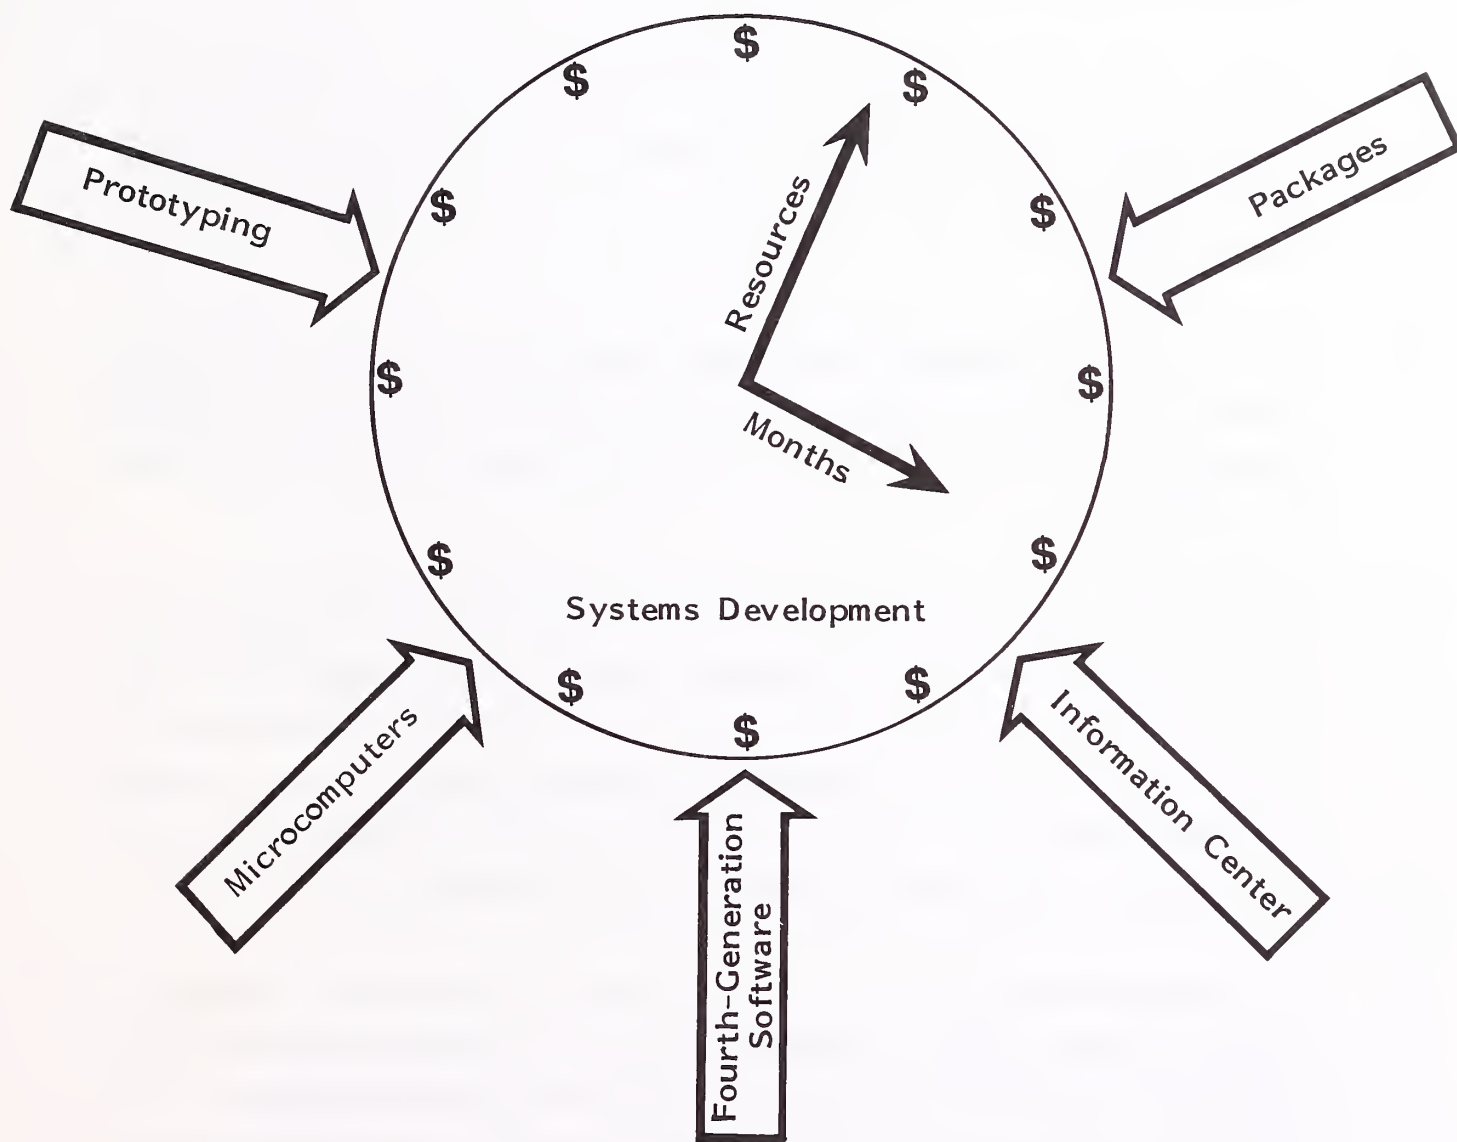 $
$
$
Prototyping
Packages
Resources
$
$
$
$
Months
$
$
Systems Development
$
$
$
Microcomputers
Information Center
Fourth-Generation
Software